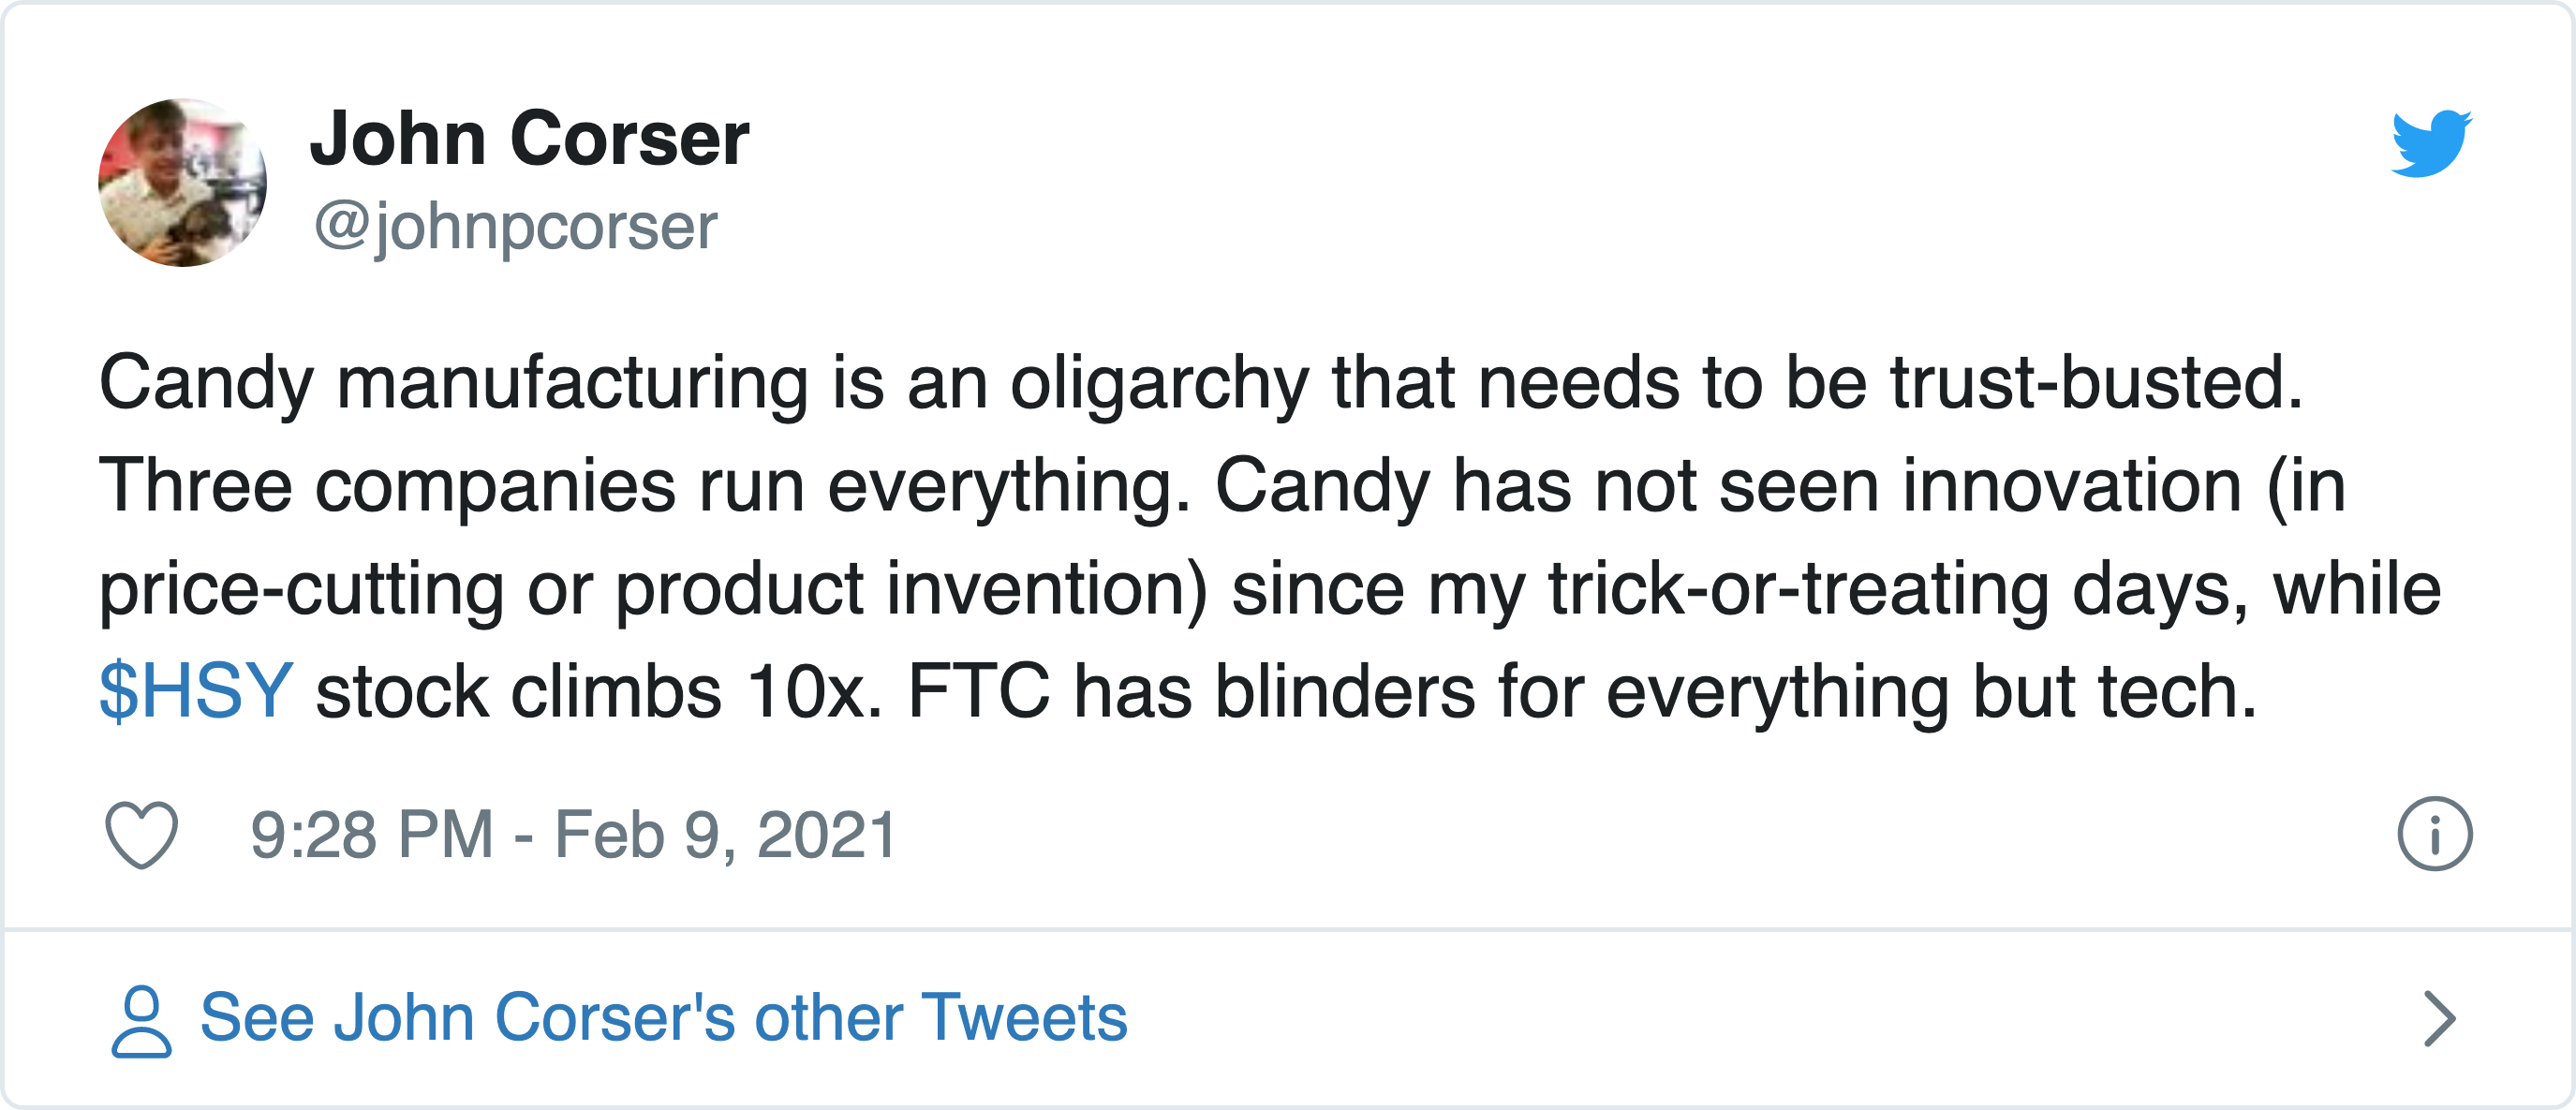 John Corser
@johnpcorser
Candy manufacturing is an oligarchy that needs to be trust-busted.
Three companies run everything. Candy has not seen innovation (in
price-cutting or product invention) since my trick-or-treating days, while
$HSY stock climbs 10x. FTC has blinders for everything but tech.
9:28 PM - Feb 9, 2021
See John Corser's other Tweets